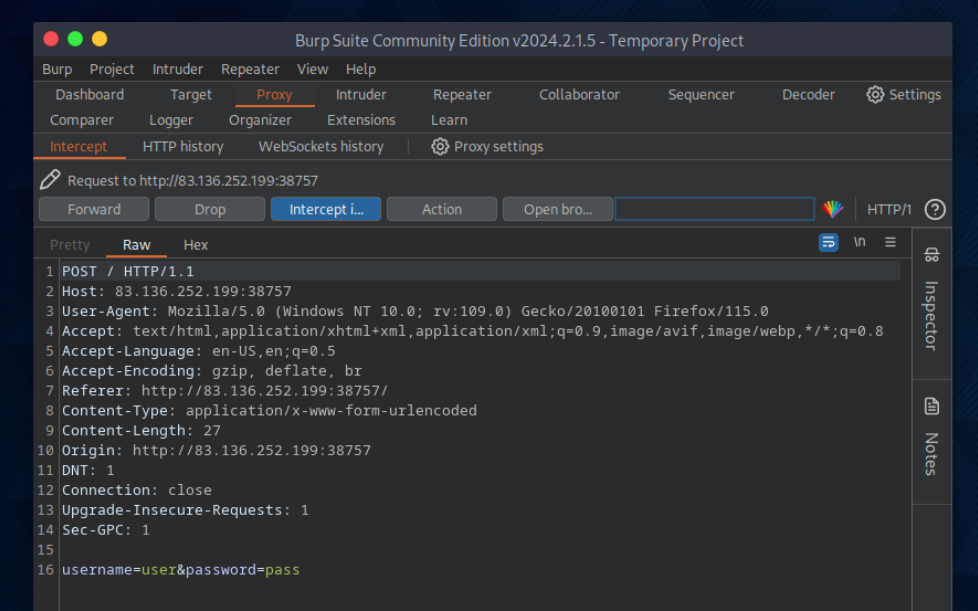 Burp Suite Community Edition v2024.2.1.5 - Temporary Project
Burp Project Intruder Repeater View Help
Dashboard Target Proxy Intruder Repeater Collaborator Sequencer Decoder Settings
Comparer Logger Organizer Extensions Learn
Intercept HTTP history WebSockets history Proxy settings
Request to http://83.136.252.199:38757
Forward Drop Intercept i... Action Open bro... HTTP/1 ?
Pretty Raw Hex \n
1 POST / HTTP/1.1
2 Host: 83.136.252.199:38757
3 User-Agent: Mozilla/5.0 (Windows NT 10.0; rv:109.0) Gecko/20100101 Firefox/115.0
4 Accept: text/html,application/xhtml+xml,application/xml;q=0.9,image/avif,image/webp,*/*;q=0.8
5 Accept-Language: en-US,en;q=0.5
6 Accept-Encoding: gzip, deflate, br
7 Referer: http://83.136.252.199:38757/
8 Content-Type: application/x-www-form-urlencoded
9 Content-Length: 27
10 Origin: http://83.136.252.199:38757
11 DNT: 1
12 Connection: close
13 Upgrade-Insecure-Requests: 1
14 Sec-GPC: 1
15
16 username=user&password=pass
Inspector
Notes